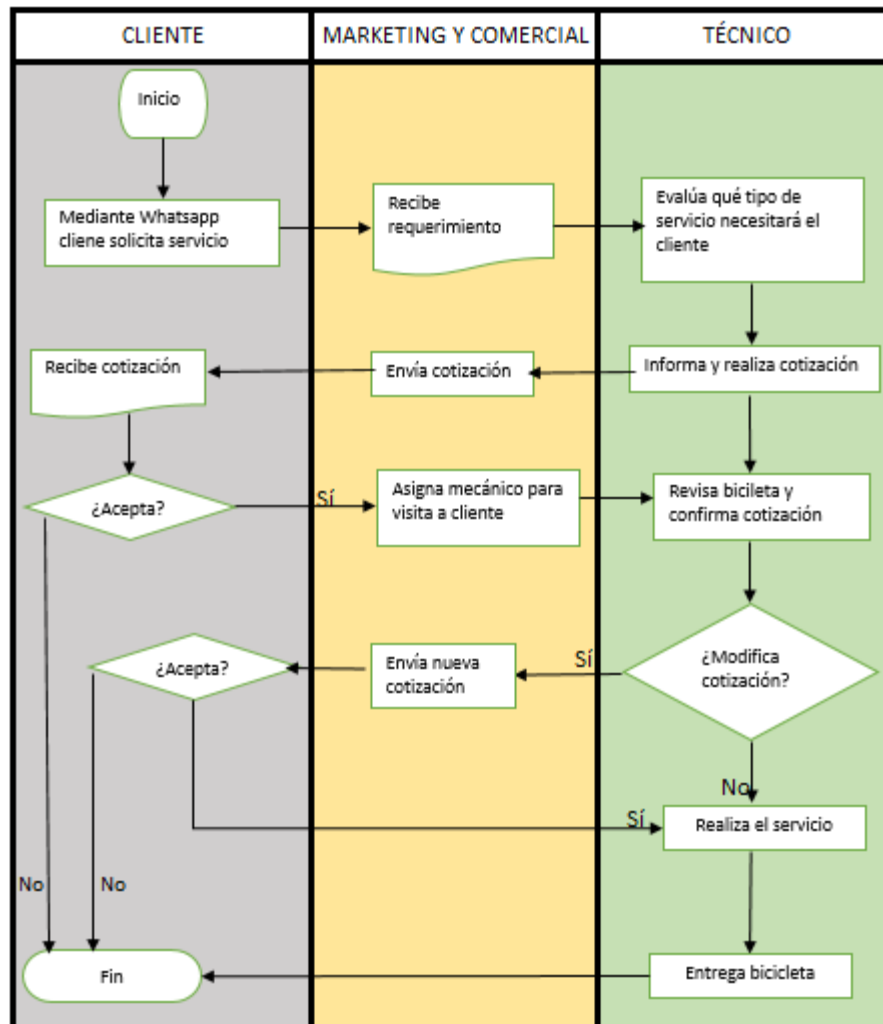 CLIENTE
MARKETING Y COMERCIAL
TÉCNICO
Inicio
Mediante Whatsapp
cliene solicita servicio
Recibe
requerimiento
Evalúa qué tipo de
servicio necesitará el
cliente
Recibe cotización
Envía cotización
Informa y realiza cotización
¿Acepta?
Sí
Asigna mecánico para
visita a cliente
Revisa bicileta y
confirma cotización
¿Acepta?
Envía nueva
cotización
Sí
¿Modifica
cotización?
No
Sí
Realiza el servicio
No
No
Fin
Entrega bicicleta